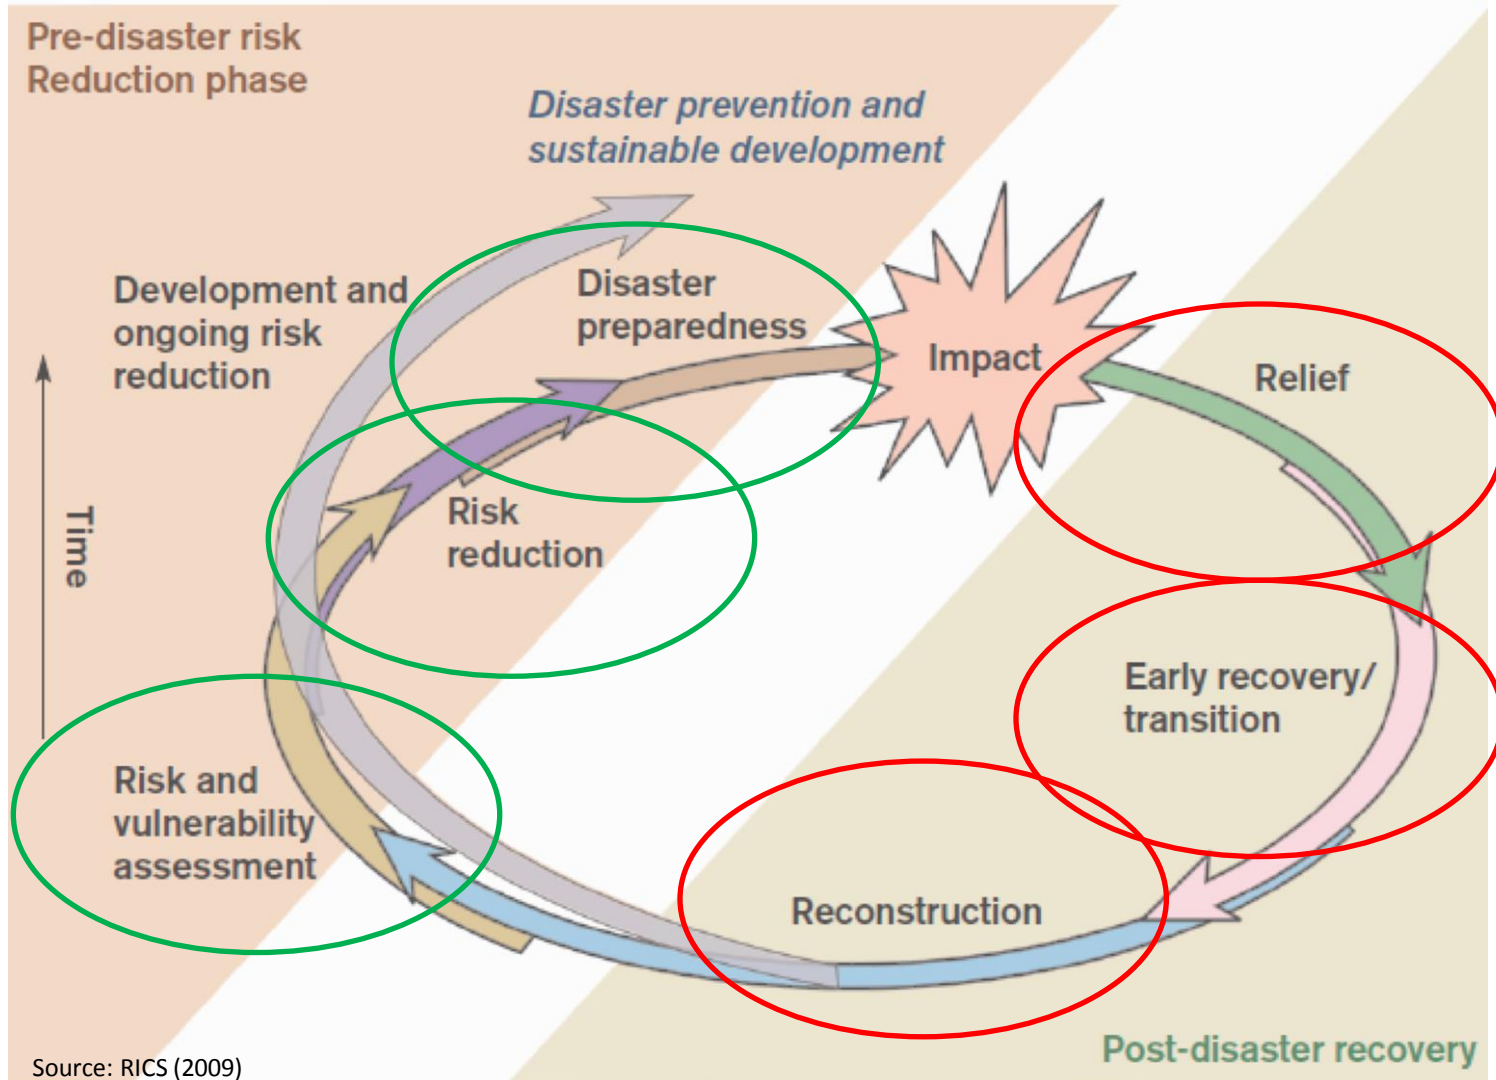 Pre-disaster risk
Reduction phase
Disaster prevention and
sustainable development
Development and
ongoing risk
reduction
Disaster
preparedness
Impact
Relief
Time
Risk
reduction
Early recovery/
transition
Risk and
vulnerability
assessment
Reconstruction
Post-disaster recovery
Source: RICS (2009)